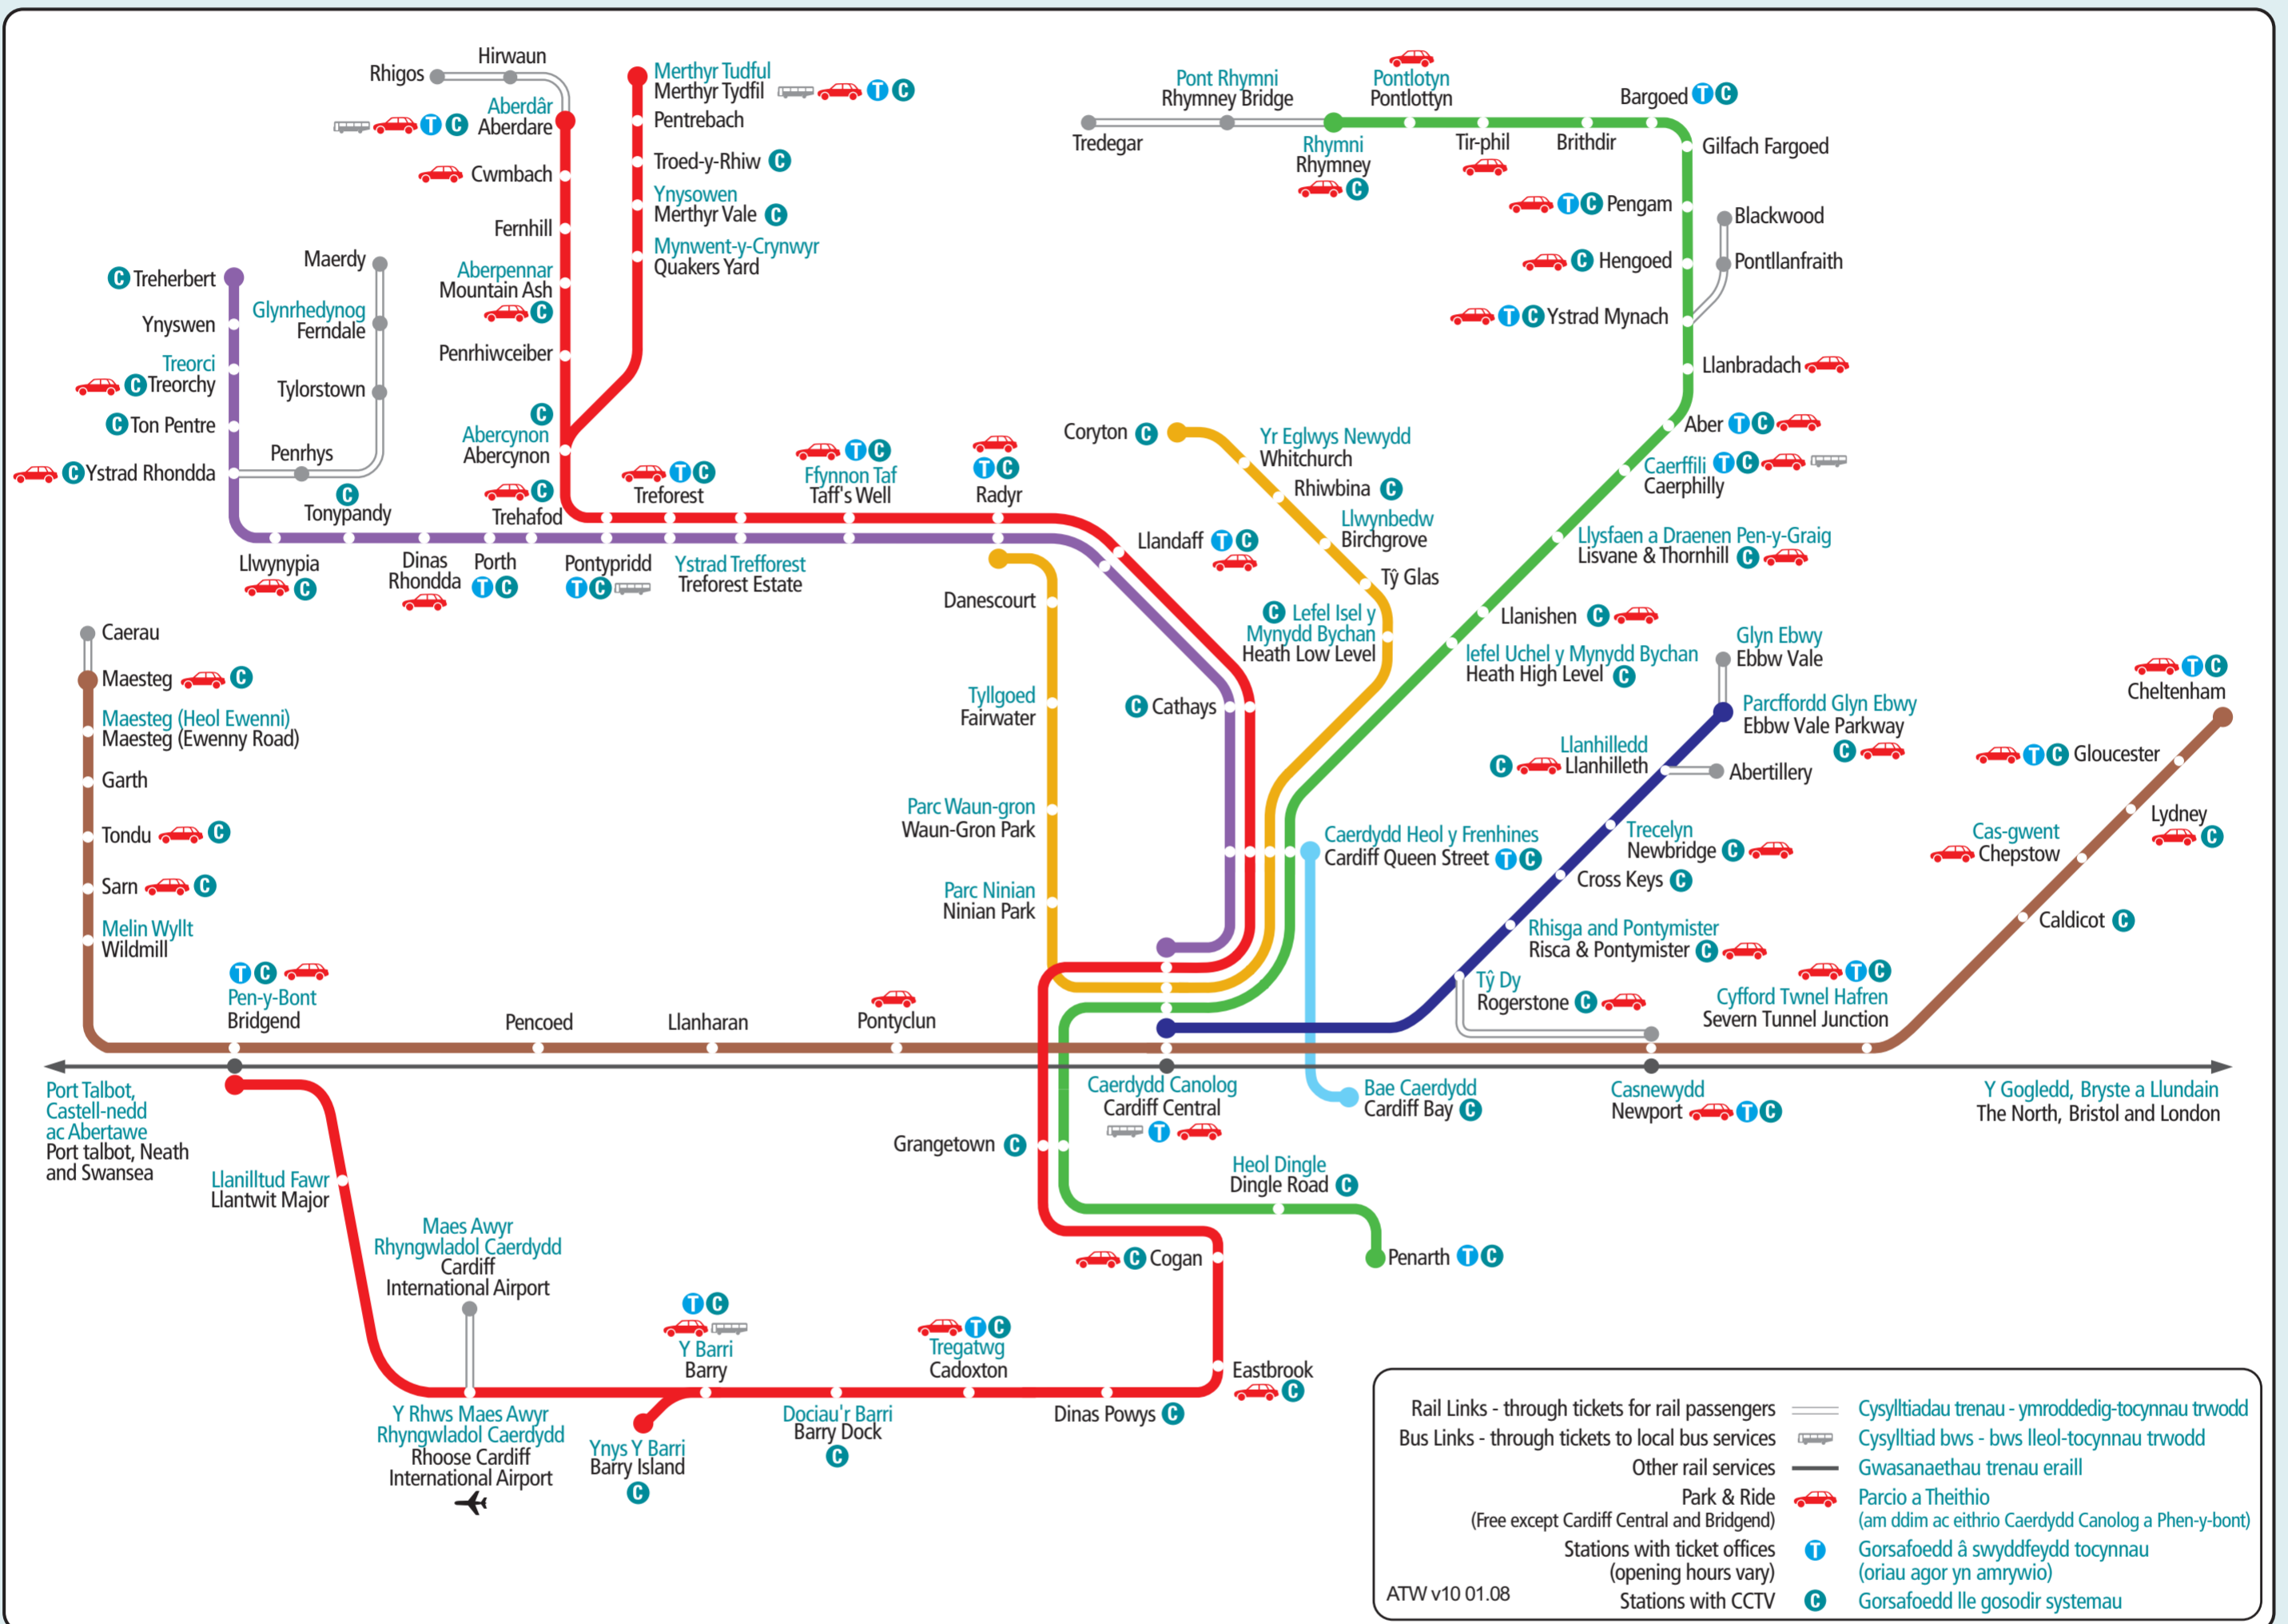 Rhigos
Hirwaun
Aberdâr
Aberdare
T C
Cwmbach
Fernhill
Aberpennar
Mountain Ash
C
Penrhiwceiber
C
Abercynon
Abercynon
Merthyr Tudful
Merthyr Tydfil T C
Pentrebach
Troed-y-Rhiw C
Ynysowen
Merthyr Vale C
Mynwent-y-Crynwyr
Quakers Yard
C Treherbert
Ynyswen
Treorci
C Treorchy
C Ton Pentre
C Ystrad Rhondda
Maerdy
Glynrhedynog
Ferndale
Tylorstown
Penrhys
C
Tonypandy
Llwynypia
C
Dinas
Rhondda
Porth
T C
C
Trehafod
Pontypridd
T C
T C
Treforest
Ystrad Trefforest
Treforest Estate
T C
Ffynnon Taf
Taff's Well
T C
Radyr
Llandaff T C
C Cathays
Danescourt
Tyllgoed
Fairwater
Parc Waun-gron
Waun-Gron Park
Parc Ninian
Ninian Park
Coryton C
Yr Eglwys Newydd
Whitchurch
Rhiwbina C
Llwynbedw
Birchgrove
Tŷ Glas
C Lefel Isel y
Mynydd Bychan
Heath Low Level
Tredegar
Pont Rhymni
Rhymney Bridge
Rhymni
Rhymney
C
Pontlotyn
Pontlottyn
Tir-phil
Brithdir
Bargoed T C
Gilfach Fargoed
T C Pengam
C Hengoed
Blackwood
Pontllanfraith
T C Ystrad Mynach
Llanbradach
Aber T C
Caerffili T C
Caerphilly
Llysfaen a Draenen Pen-y-Graig
Lisvane & Thornhill C
Llanishen C
lefel Uchel y Mynydd Bychan
Heath High Level C
Caerdydd Heol y Frenhines
Cardiff Queen Street T C
Glyn Ebwy
Ebbw Vale
Parcffordd Glyn Ebwy
Ebbw Vale Parkway
C
Llanhilledd
C Llanhilleth
Abertillery
Trecelyn
Newbridge C
Cross Keys C
Rhisga and Pontymister
Risca & Pontymister C
Tŷ Dy
Rogerstone C
T C
Cheltenham
T C Gloucester
Lydney
C
Cas-gwent
Chepstow
Caldicot C
T C
Cyfford Twnel Hafren
Severn Tunnel Junction
Caerau
Maesteg C
Maesteg (Heol Ewenni)
Maesteg (Ewenny Road)
Garth
Tondu C
Sarn C
Melin Wyllt
Wildmill
T C
Pen-y-Bont
Bridgend
Pencoed
Llanharan
Pontyclun
Port Talbot,
Castell-nedd
ac Abertawe
Port talbot, Neath
and Swansea
Caerdydd Canolog
Cardiff Central
T
Bae Caerdydd
Cardiff Bay C
Casnewydd
Newport T C
Y Gogledd, Bryste a Llundain
The North, Bristol and London
Grangetown C
Heol Dingle
Dingle Road C
Penarth T C
C Cogan
Eastbrook
C
Dinas Powys C
T C
Tregatwg
Cadoxton
Dociau'r Barri
Barry Dock
C
T C
Y Barri
Barry
Ynys Y Barri
Barry Island
C
Llanilltud Fawr
Llantwit Major
Maes Awyr
Rhyngwladol Caerdydd
Cardiff
International Airport
Y Rhws Maes Awyr
Rhyngwladol Caerdydd
Rhoose Cardiff
International Airport
Rail Links - through tickets for rail passengers Cysylltiadau trenau - ymroddedig-tocynnau trwodd
Bus Links - through tickets to local bus services Cysylltiad bws - bws lleol-tocynnau trwodd
Other rail services Gwasanaethau trenau eraill
Park & Ride Parcio a Theithio
(Free except Cardiff Central and Bridgend) (am ddim ac eithrio Caerdydd Canolog a Phen-y-bont)
Stations with ticket offices T Gorsafoedd â swyddfeydd tocynnau
(opening hours vary) (oriau agor yn amrywio)
ATW v10 01.08 Stations with CCTV C Gorsafoedd lle gosodir systemau